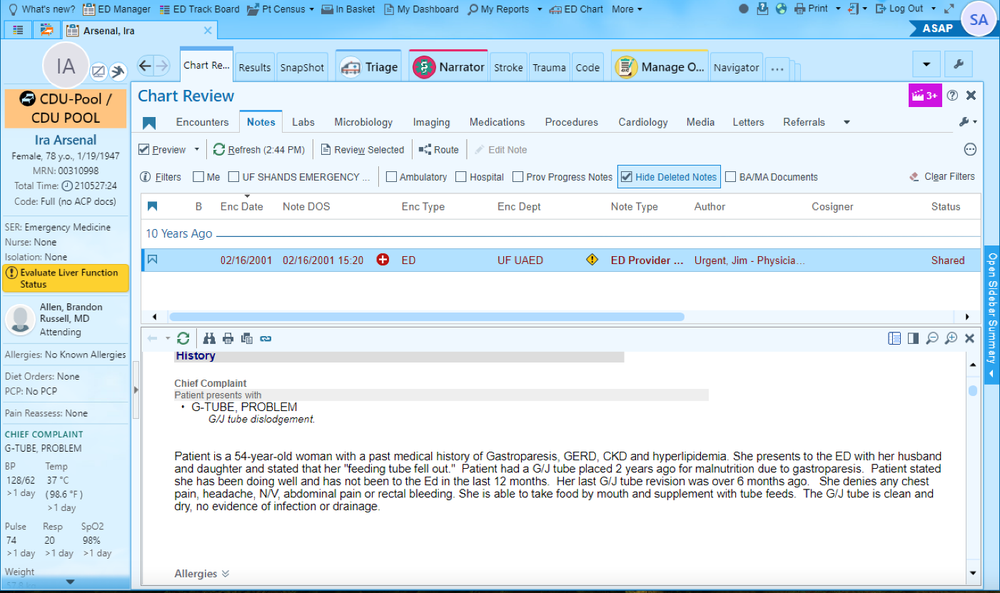 What's new? ED Manager ED Track Board Pt Census In Basket My Dashboard My Reports ED Chart More Print Log Out
Arsenal, Ira
ASAP
SA
IA
Chart Re... Results SnapShot Triage Narrator Stroke Trauma Code Manage O... Navigator ...
CDU-Pool /
CDU POOL
Ira Arsenal
Female, 78 y.o., 1/19/1947
MRN: 00310998
Total Time: 210527:24
Code: Full (no ACP docs)
SER: Emergency Medicine
Nurse: None
Isolation: None
Evaluate Liver Function
Status
Allen, Brandon
Russell, MD
Attending
Allergies: No Known Allergies
Diet Orders: None
PCP: No PCP
Pain Reassess: None
CHIEF COMPLAINT
G-TUBE, PROBLEM
BP Temp
128/62 37 °C
>1 day (98.6 °F)
>1 day
Pulse Resp SpO2
74 20 98%
>1 day >1 day >1 day
Weight
Chart Review
3+
Encounters Notes Labs Microbiology Imaging Medications Procedures Cardiology Media Letters Referrals
Preview Refresh (2:44 PM) Review Selected Route Edit Note
Filters Me UF SHANDS EMERGENCY ... Ambulatory Hospital Prov Progress Notes Hide Deleted Notes BA/MA Documents Clear Filters
B Enc Date Note DOS Enc Type Enc Dept Note Type Author Cosigner Status
10 Years Ago
02/16/2001 02/16/2001 15:20 ED UF UAED ED Provider ... Urgent, Jim - Physicia... Shared
History
Chief Complaint
Patient presents with
• G-TUBE, PROBLEM
G/J tube dislodgement.
Patient is a 54-year-old woman with a past medical history of Gastroparesis, GERD, CKD and hyperlipidemia. She presents to the ED with her husband
and daughter and stated that her "feeding tube fell out." Patient had a G/J tube placed 2 years ago for malnutrition due to gastroparesis. Patient stated
she has been doing well and has not been to the Ed in the last 12 months. Her last G/J tube revision was over 6 months ago. She denies any chest
pain, headache, N/V, abdominal pain or rectal bleeding. She is able to take food by mouth and supplement with tube feeds. The G/J tube is clean and
dry, no evidence of infection or drainage.
Allergies
Open Sidebar Summary